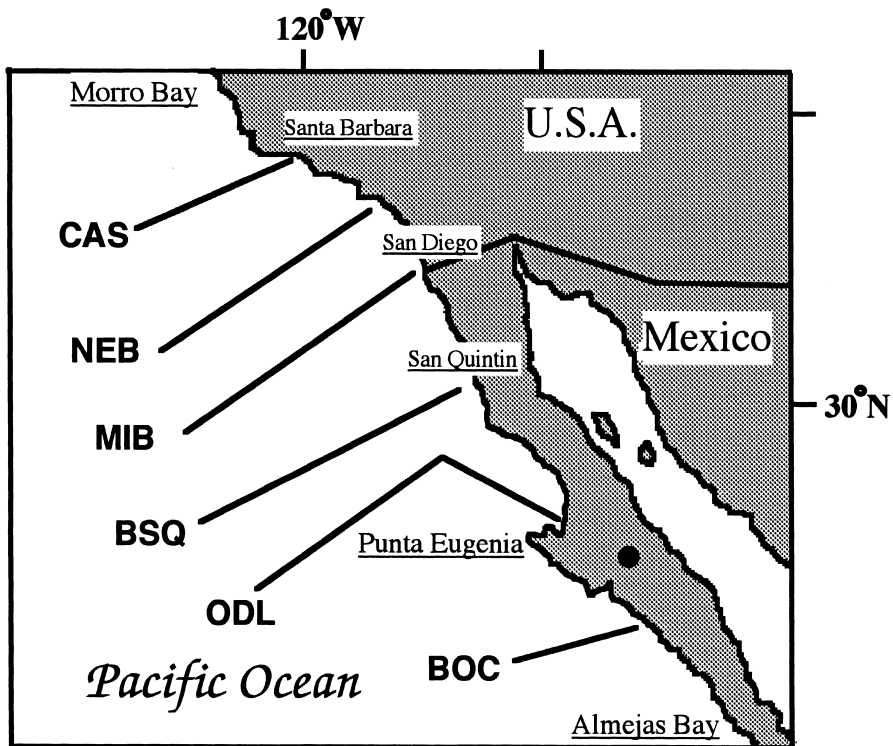 120°W
Morro Bay
Santa Barbara
U.S.A.
CAS
San Diego
NEB
Mexico
San Quintin
30°N
MIB
BSQ
Punta Eugenia
ODL
BOC
Pacific Ocean
Almejas Bay